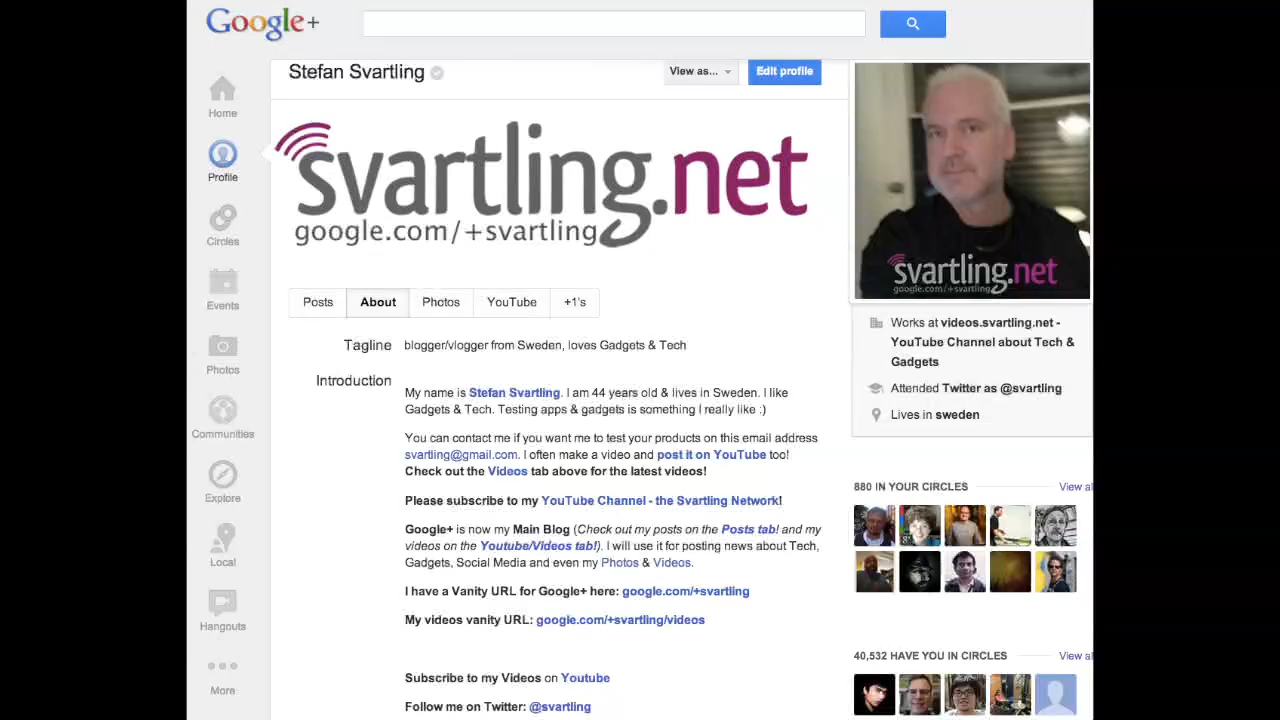 Google+
Stefan Svartling
View as...
Edit profile
Home
Profile
Circles
Events
Photos
Communities
Explore
Local
Hangouts
More
svartling.net
google.com/+svartling
Posts
About
Photos
YouTube
+1's
Tagline
blogger/vlogger from Sweden, loves Gadgets & Tech
Introduction
My name is Stefan Svartling. I am 44 years old & lives in Sweden. I like
Gadgets & Tech. Testing apps & gadgets is something I really like :)
You can contact me if you want me to test your products on this email address
svartling@gmail.com. I often make a video and post it on YouTube too!
Check out the Videos tab above for the latest videos!
Please subscribe to my YouTube Channel - the Svartling Network!
Google+ is now my Main Blog (Check out my posts on the Posts tab! and my
videos on the Youtube/Videos tab!). I will use it for posting news about Tech,
Gadgets, Social Media and even my Photos & Videos.
I have a Vanity URL for Google+ here: google.com/+svartling
My videos vanity URL: google.com/+svartling/videos
Subscribe to my Videos on Youtube
Follow me on Twitter: @svartling
svartling.net
google.com/+svartling
Works at videos.svartling.net -
YouTube Channel about Tech &
Gadgets
Attended Twitter as @svartling
Lives in sweden
880 IN YOUR CIRCLES
View al
40,532 HAVE YOU IN CIRCLES
View al